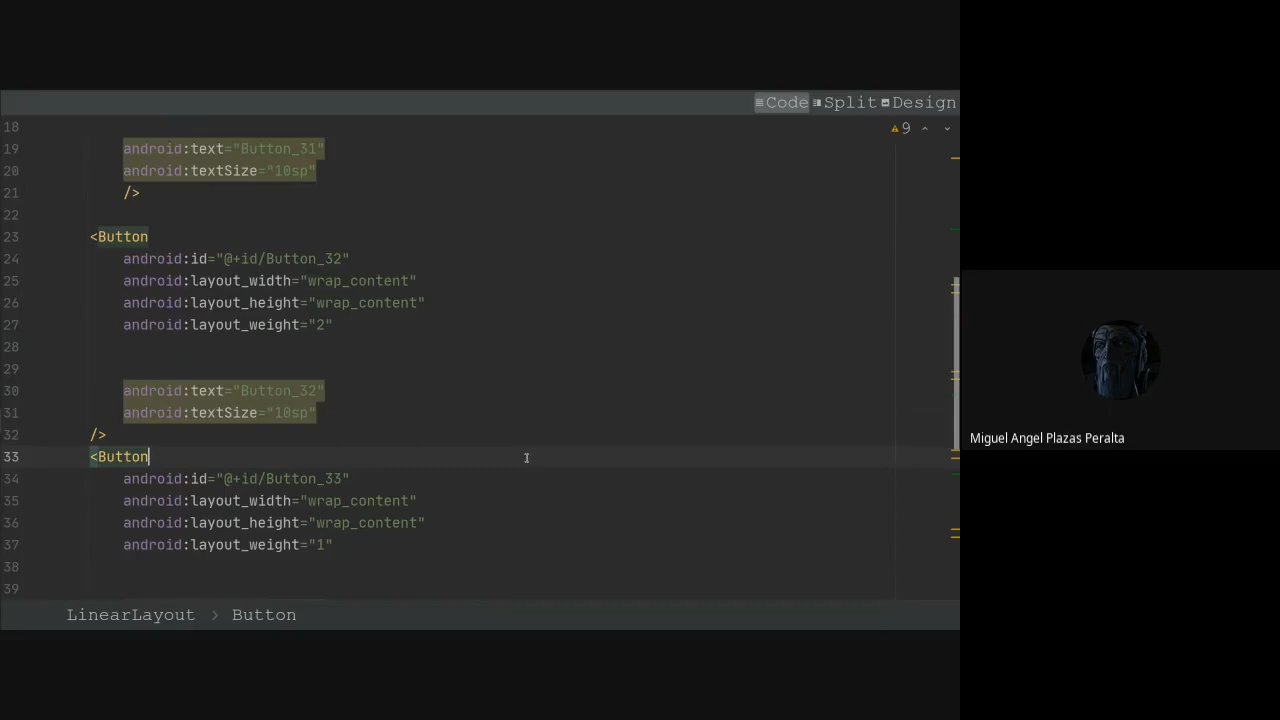 Code Split Design
9
18
19 android:text="Button_31"
20 android:textSize="10sp"
21 />
22
23 <Button
24 android:id="@+id/Button_32"
25 android:layout_width="wrap_content"
26 android:layout_height="wrap_content"
27 android:layout_weight="2"
28
29
30 android:text="Button_32"
31 android:textSize="10sp"
32 />
33 <Button
34 android:id="@+id/Button_33"
35 android:layout_width="wrap_content"
36 android:layout_height="wrap_content"
37 android:layout_weight="1"
38
39
LinearLayout > Button
Miguel Angel Plazas Peralta